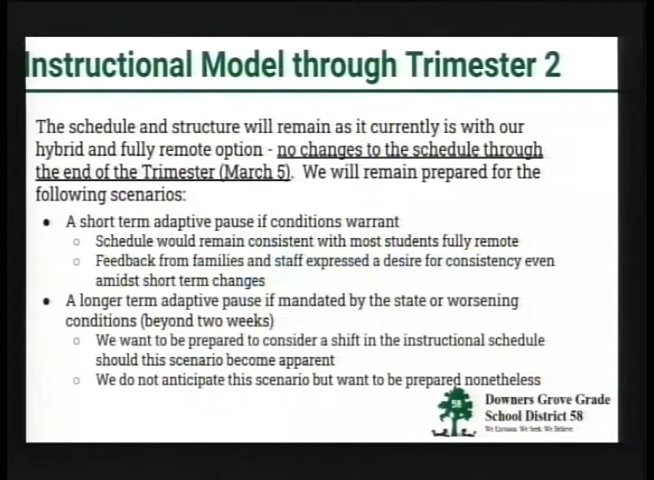 Instructional Model through Trimester 2
The schedule and structure will remain as it currently is with our
hybrid and fully remote option - no changes to the schedule through
the end of the Trimester (March 5). We will remain prepared for the
following scenarios:
● A short term adaptive pause if conditions warrant
○ Schedule would remain consistent with most students fully remote
○ Feedback from families and staff expressed a desire for consistency even
amidst short term changes
● A longer term adaptive pause if mandated by the state or worsening
conditions (beyond two weeks)
○ We want to be prepared to consider a shift in the instructional schedule
should this scenario become apparent
○ We do not anticipate this scenario but want to be prepared nonetheless
58
Downers Grove Grade
School District 58
We Seek. We Believe